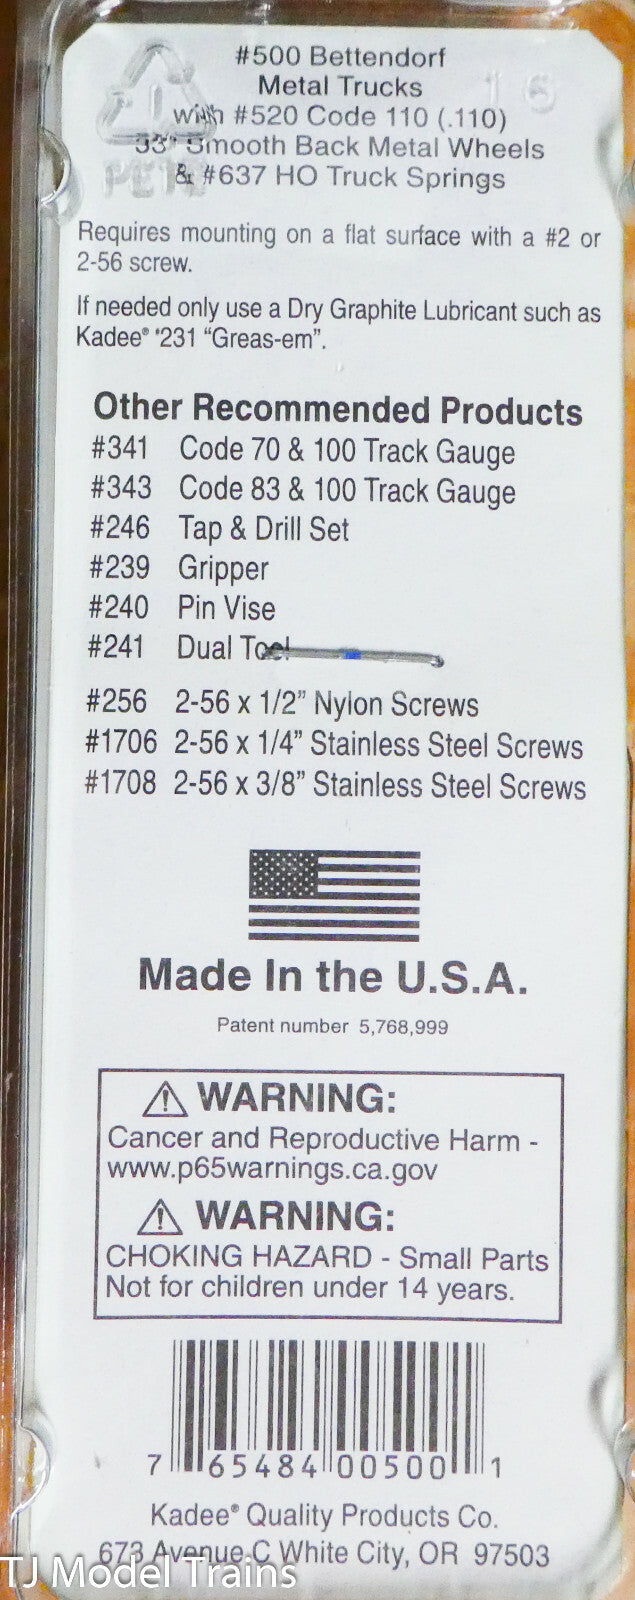 #500 Bettendorf
Metal Trucks
16
with #520 Code 110 (.110)
33" Smooth Back Metal Wheels
PETE
& #637 HO Truck Springs
Requires mounting on a flat surface with a #2 or
2-56 screw.
If needed only use a Dry Graphite Lubricant such as
Kadee® #231 “Greas-em”.
Other Recommended Products
#341 Code 70 & 100 Track Gauge
#343 Code 83 & 100 Track Gauge
#246 Tap & Drill Set
#239 Gripper
#240 Pin Vise
#241 Dual Tool
#256 2-56 x 1/2” Nylon Screws
#1706 2-56 x 1/4” Stainless Steel Screws
#1708 2-56 x 3/8” Stainless Steel Screws
Made In the U.S.A.
Patent number 5,768,999
WARNING:
Cancer and Reproductive Harm -
www.p65warnings.ca.gov
WARNING:
CHOKING HAZARD - Small Parts
Not for children under 14 years.
7 65484 00500 1
Kadee® Quality Products Co.
673 Avenue C White City, OR 97503
TJ Model Trains